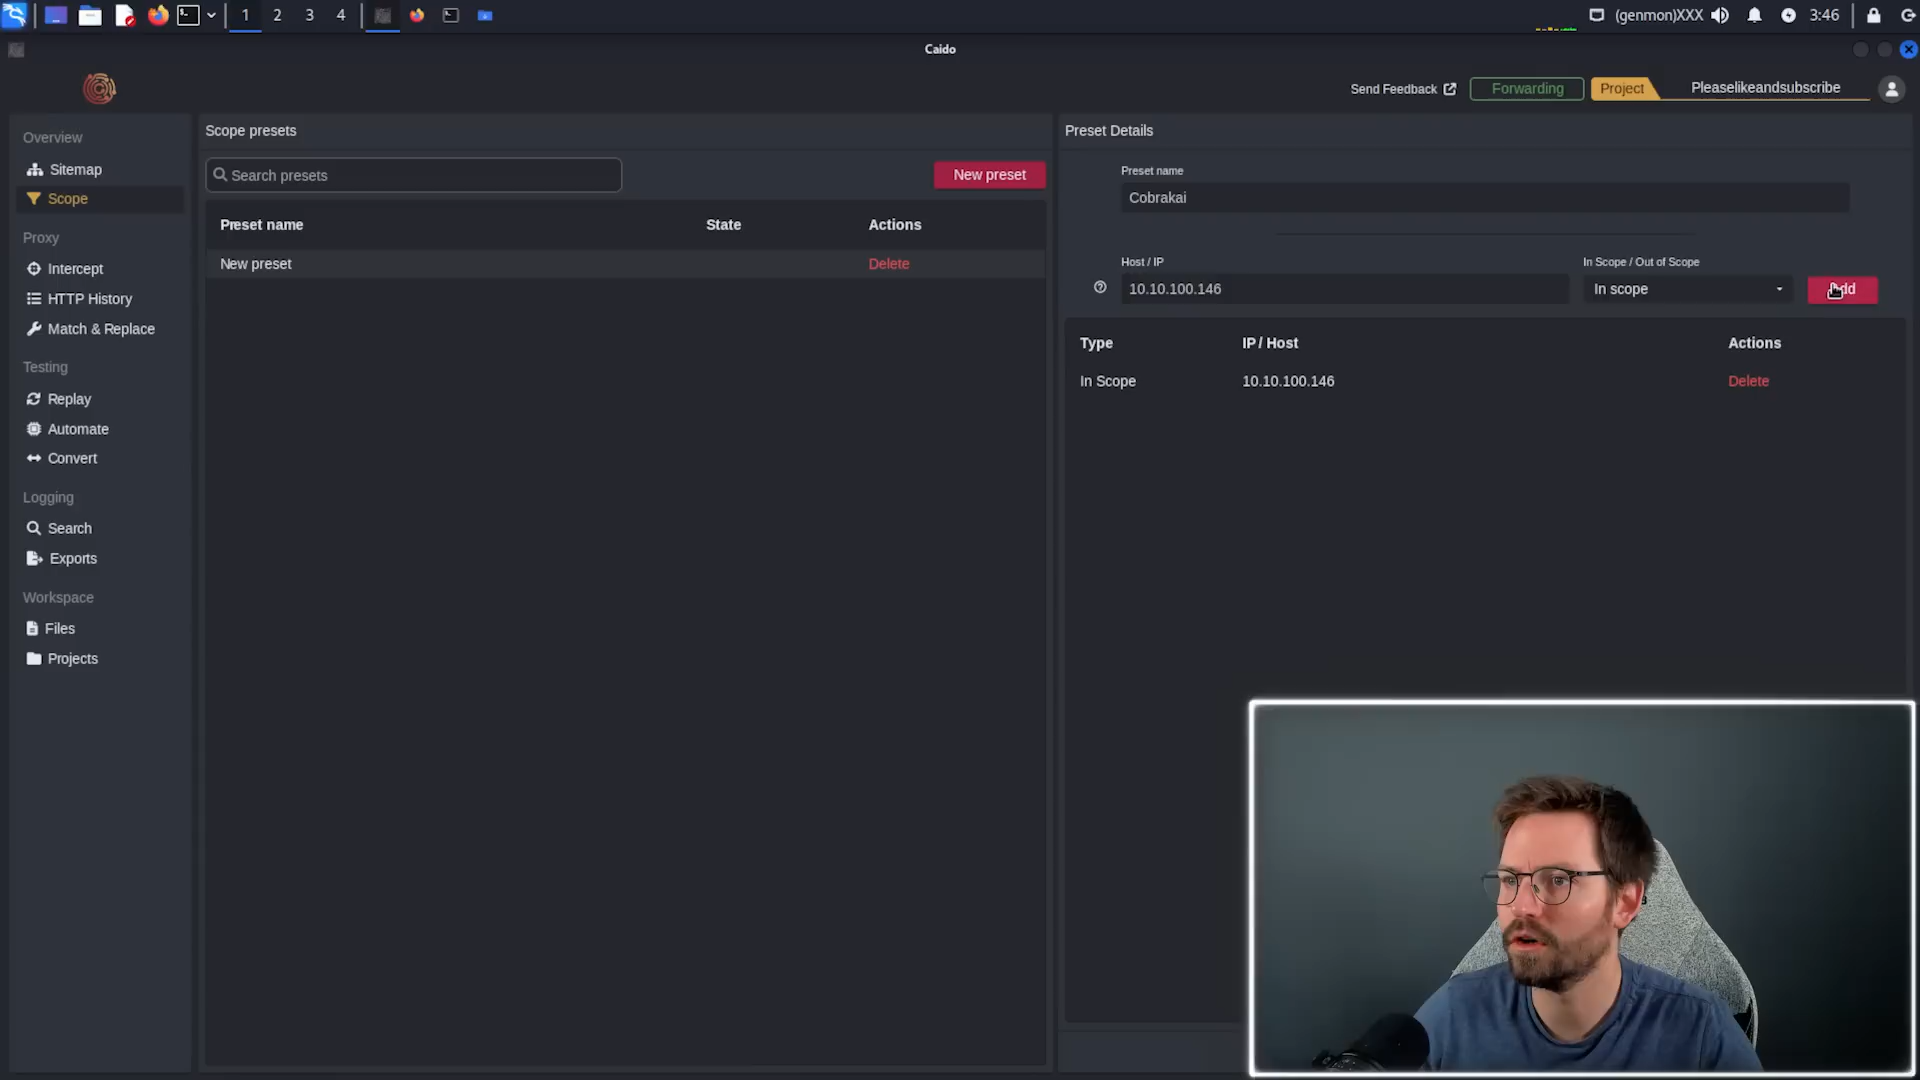 1 2 3 4
(genmon)XXX
3:46
Caido
Send Feedback
Forwarding
Project
Pleaselikeandsubscribe
Overview
Sitemap
Scope
Proxy
Intercept
HTTP History
Match & Replace
Testing
Replay
Automate
Convert
Logging
Search
Exports
Workspace
Files
Projects
Scope presets
Search presets
New preset
Preset name State Actions
New preset Delete
Preset Details
Preset name
Cobrakai
Host / IP In Scope / Out of Scope
10.10.100.146 In scope
Type IP / Host Actions
In Scope 10.10.100.146 Delete